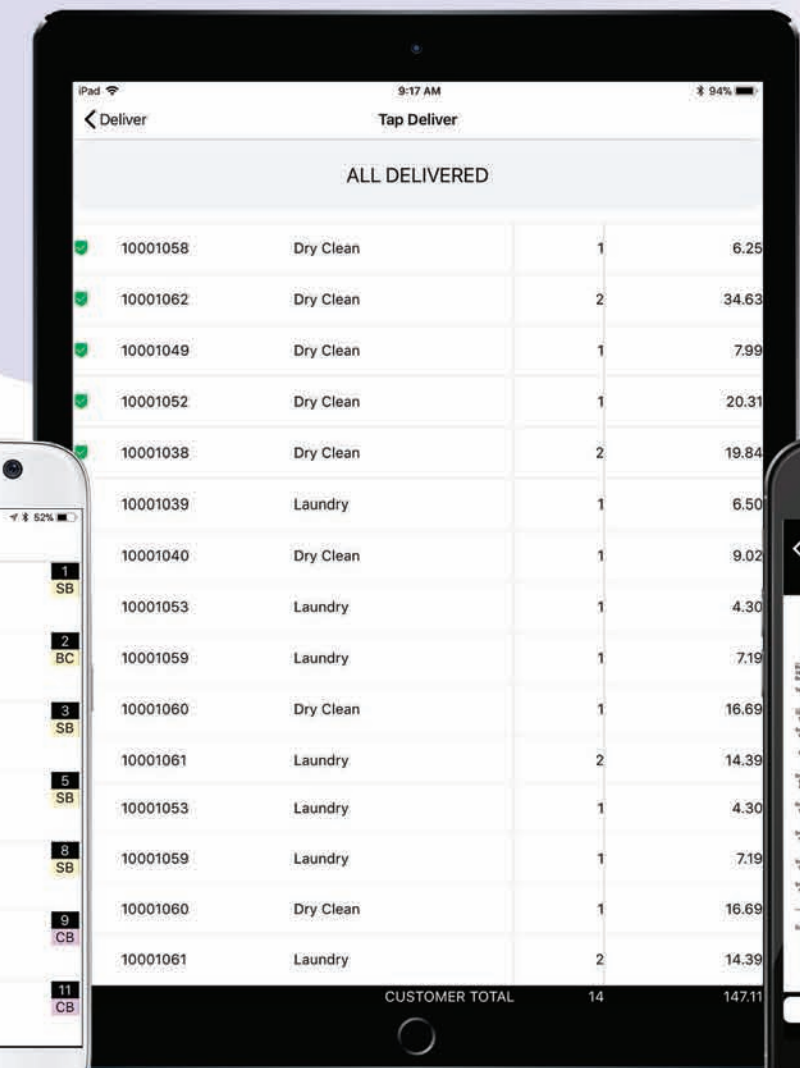 iPad 9:17 AM 94%
Deliver Tap Deliver
ALL DELIVERED
10001058 Dry Clean 1 6.25
10001062 Dry Clean 2 34.63
10001049 Dry Clean 1 7.99
10001052 Dry Clean 1 20.31
10001038 Dry Clean 2 19.84
10001039 Laundry 1 6.50
10001040 Dry Clean 1 9.02
10001053 Laundry 1 4.30
10001059 Laundry 1 7.19
10001060 Dry Clean 1 16.69
10001061 Laundry 2 14.39
10001053 Laundry 1 4.30
10001059 Laundry 1 7.19
10001060 Dry Clean 1 16.69
10001061 Laundry 2 14.39
CUSTOMER TOTAL 14 147.11
52%
1
SB
2
BC
3
SB
5
SB
8
SB
9
CB
11
CB